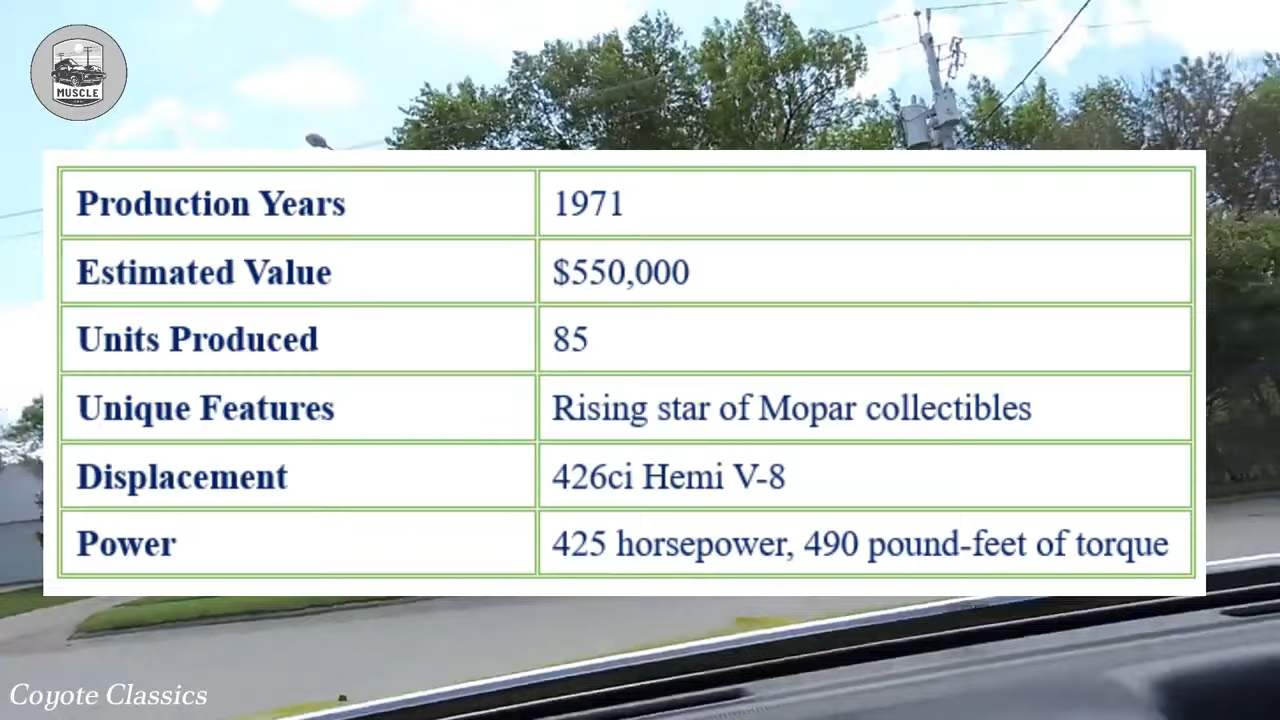 MUSCLE
Production Years 1971
Estimated Value $550,000
Units Produced 85
Unique Features Rising star of Mopar collectibles
Displacement 426ci Hemi V-8
Power 425 horsepower, 490 pound-feet of torque
Coyote Classics